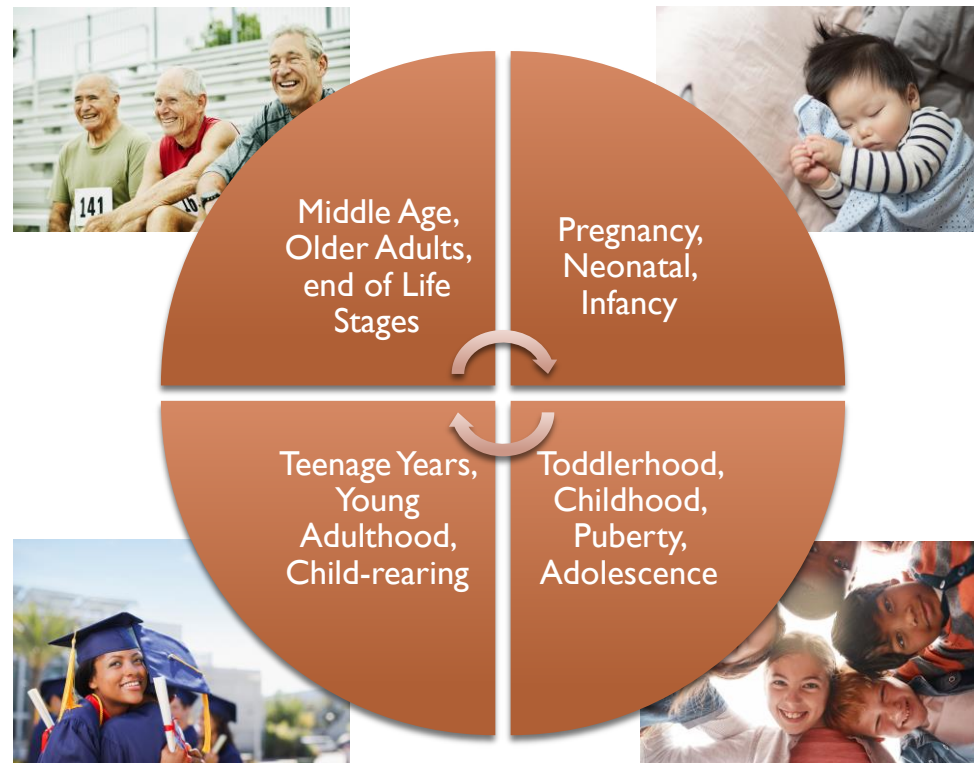 141
16
Middle Age,
Older Adults,
end of Life
Stages
Pregnancy,
Neonatal,
Infancy
Teenage Years,
Young
Adulthood,
Child-rearing
Toddlerhood,
Childhood,
Puberty,
Adolescence